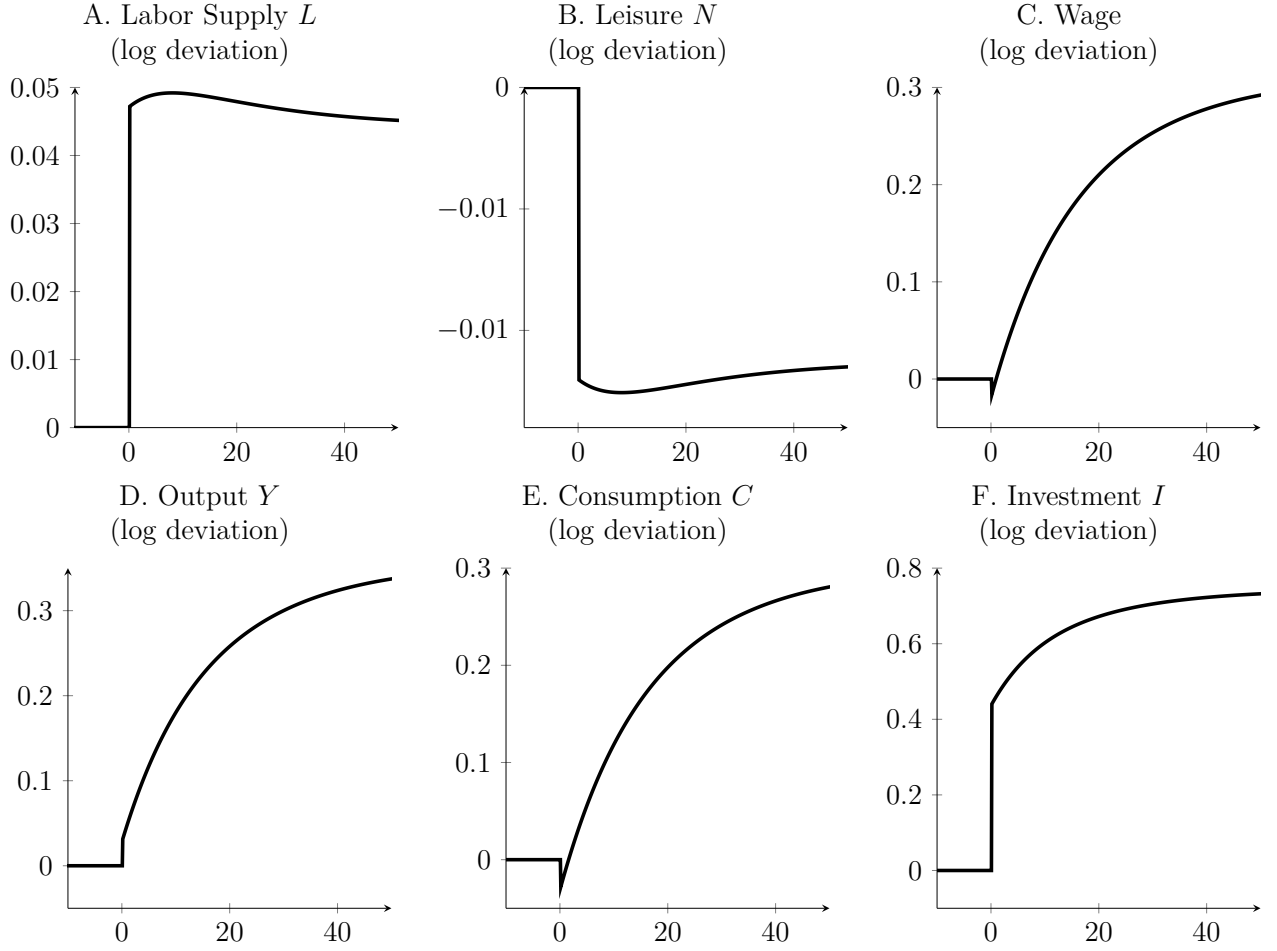 A. Labor Supply L
(log deviation)
0.05
0.04
0.03
0.02
0.01
0
0 20 40
B. Leisure N
(log deviation)
0
−0.01
−0.01
0 20 40
C. Wage
(log deviation)
0.3
0.2
0.1
0
0 20 40
D. Output Y
(log deviation)
0.3
0.2
0.1
0
0 20 40
E. Consumption C
(log deviation)
0.3
0.2
0.1
0
0 20 40
F. Investment I
(log deviation)
0.8
0.6
0.4
0.2
0
0 20 40